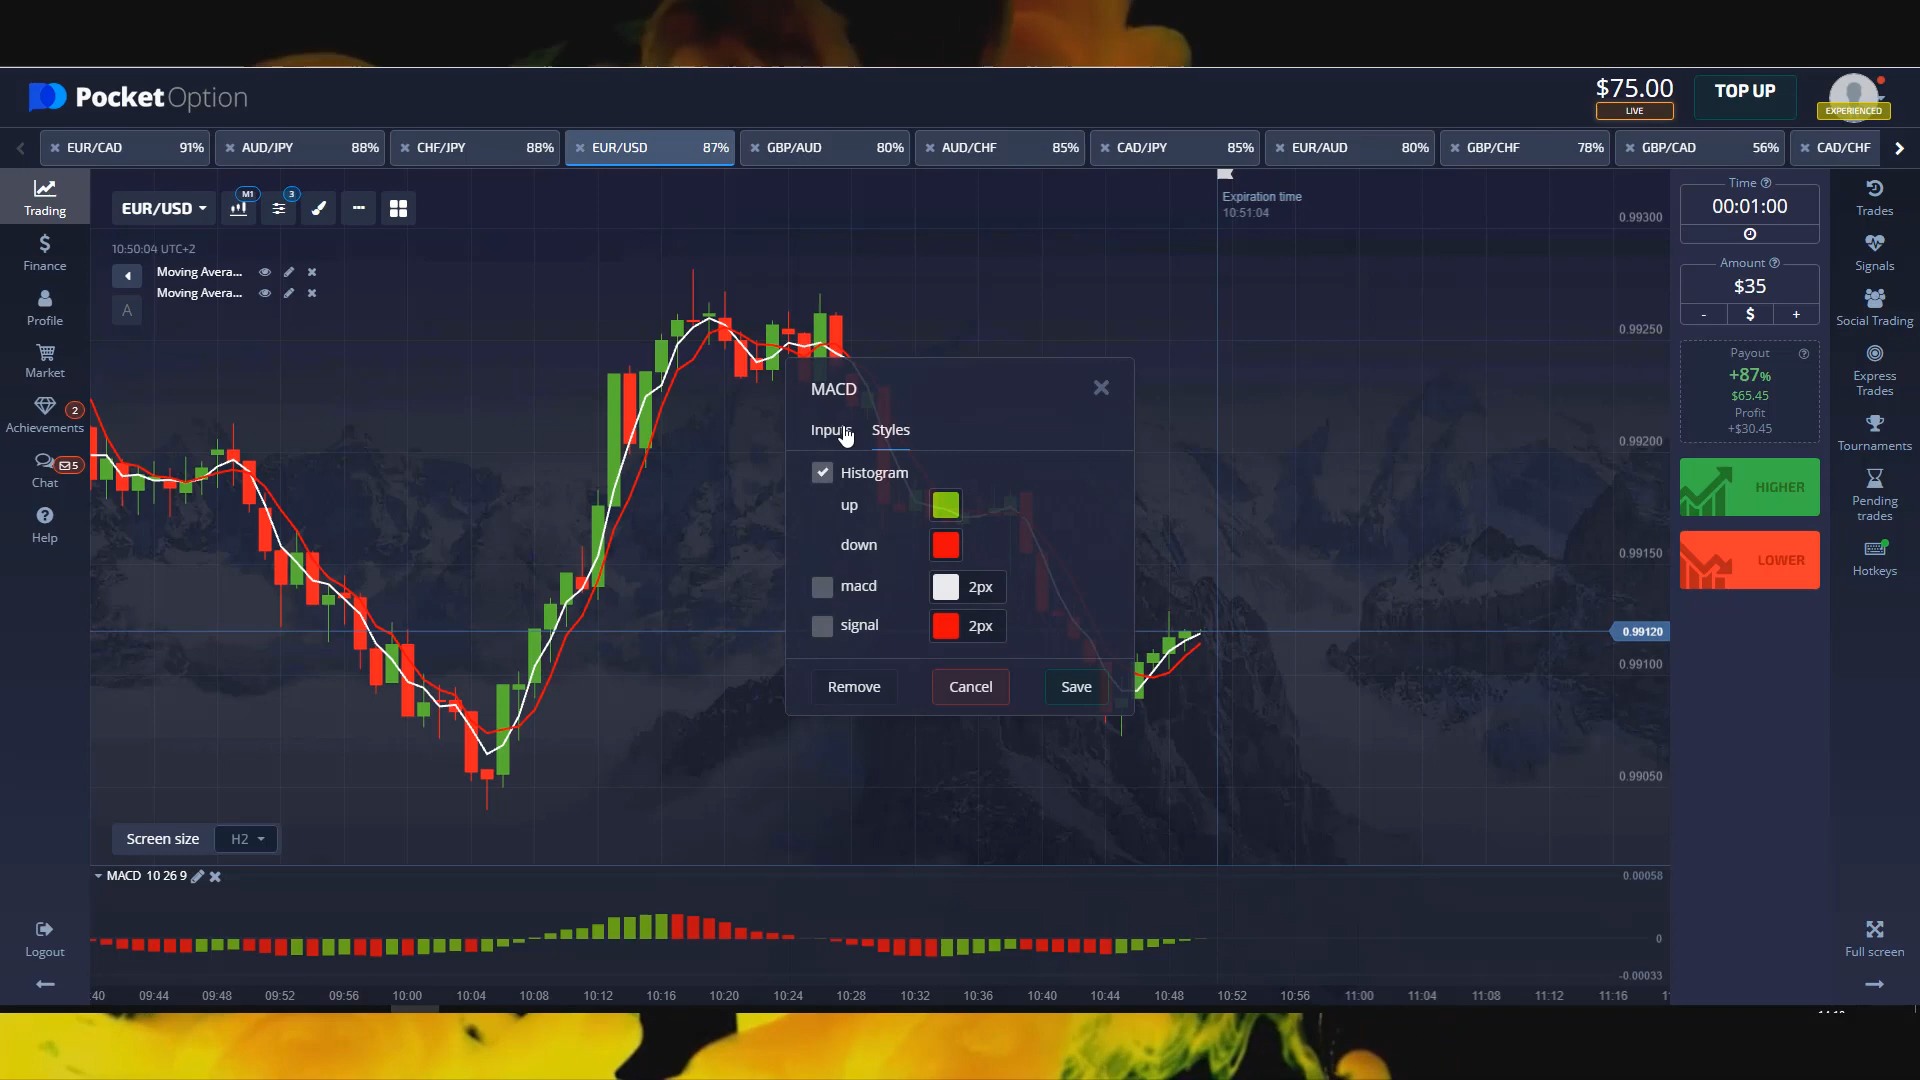 PocketOption
$75.00
LIVE
TOP UP
EXPERIENCED
EUR/CAD 91%
AUD/JPY 88%
CHF/JPY 88%
EUR/USD 87%
GBP/AUD 80%
AUD/CHF 85%
CAD/JPY 85%
EUR/AUD 80%
GBP/CHF 78%
GBP/CAD 56%
CAD/CHF
Trading
Finance
Profile
Market
Achievements
2
Chat
5
Help
Logout
EUR/USD
M1
3
10:50:04 UTC+2
Moving Avera...
Moving Avera...
A
Expiration time
10:51:04
0.99300
0.99250
0.99200
0.99150
0.99120
0.99100
0.99050
MACD
Inputs
Styles
Histogram
up
down
macd
2px
signal
2px
Remove
Cancel
Save
Screen size
H2
MACD 10 26 9
0.00058
0
-0.00033
:40 09:44 09:48 09:52 09:56 10:00 10:04 10:08 10:12 10:16 10:20 10:24 10:28 10:32 10:36 10:40 10:44 10:48 10:52 10:56 11:00 11:04 11:08 11:12 11:16
Time
00:01:00
Amount
$35
- $ +
Payout
+87%
$65.45
Profit
+$30.45
HIGHER
LOWER
Trades
Signals
Social Trading
Express
Trades
Tournaments
Pending
trades
Hotkeys
Full screen